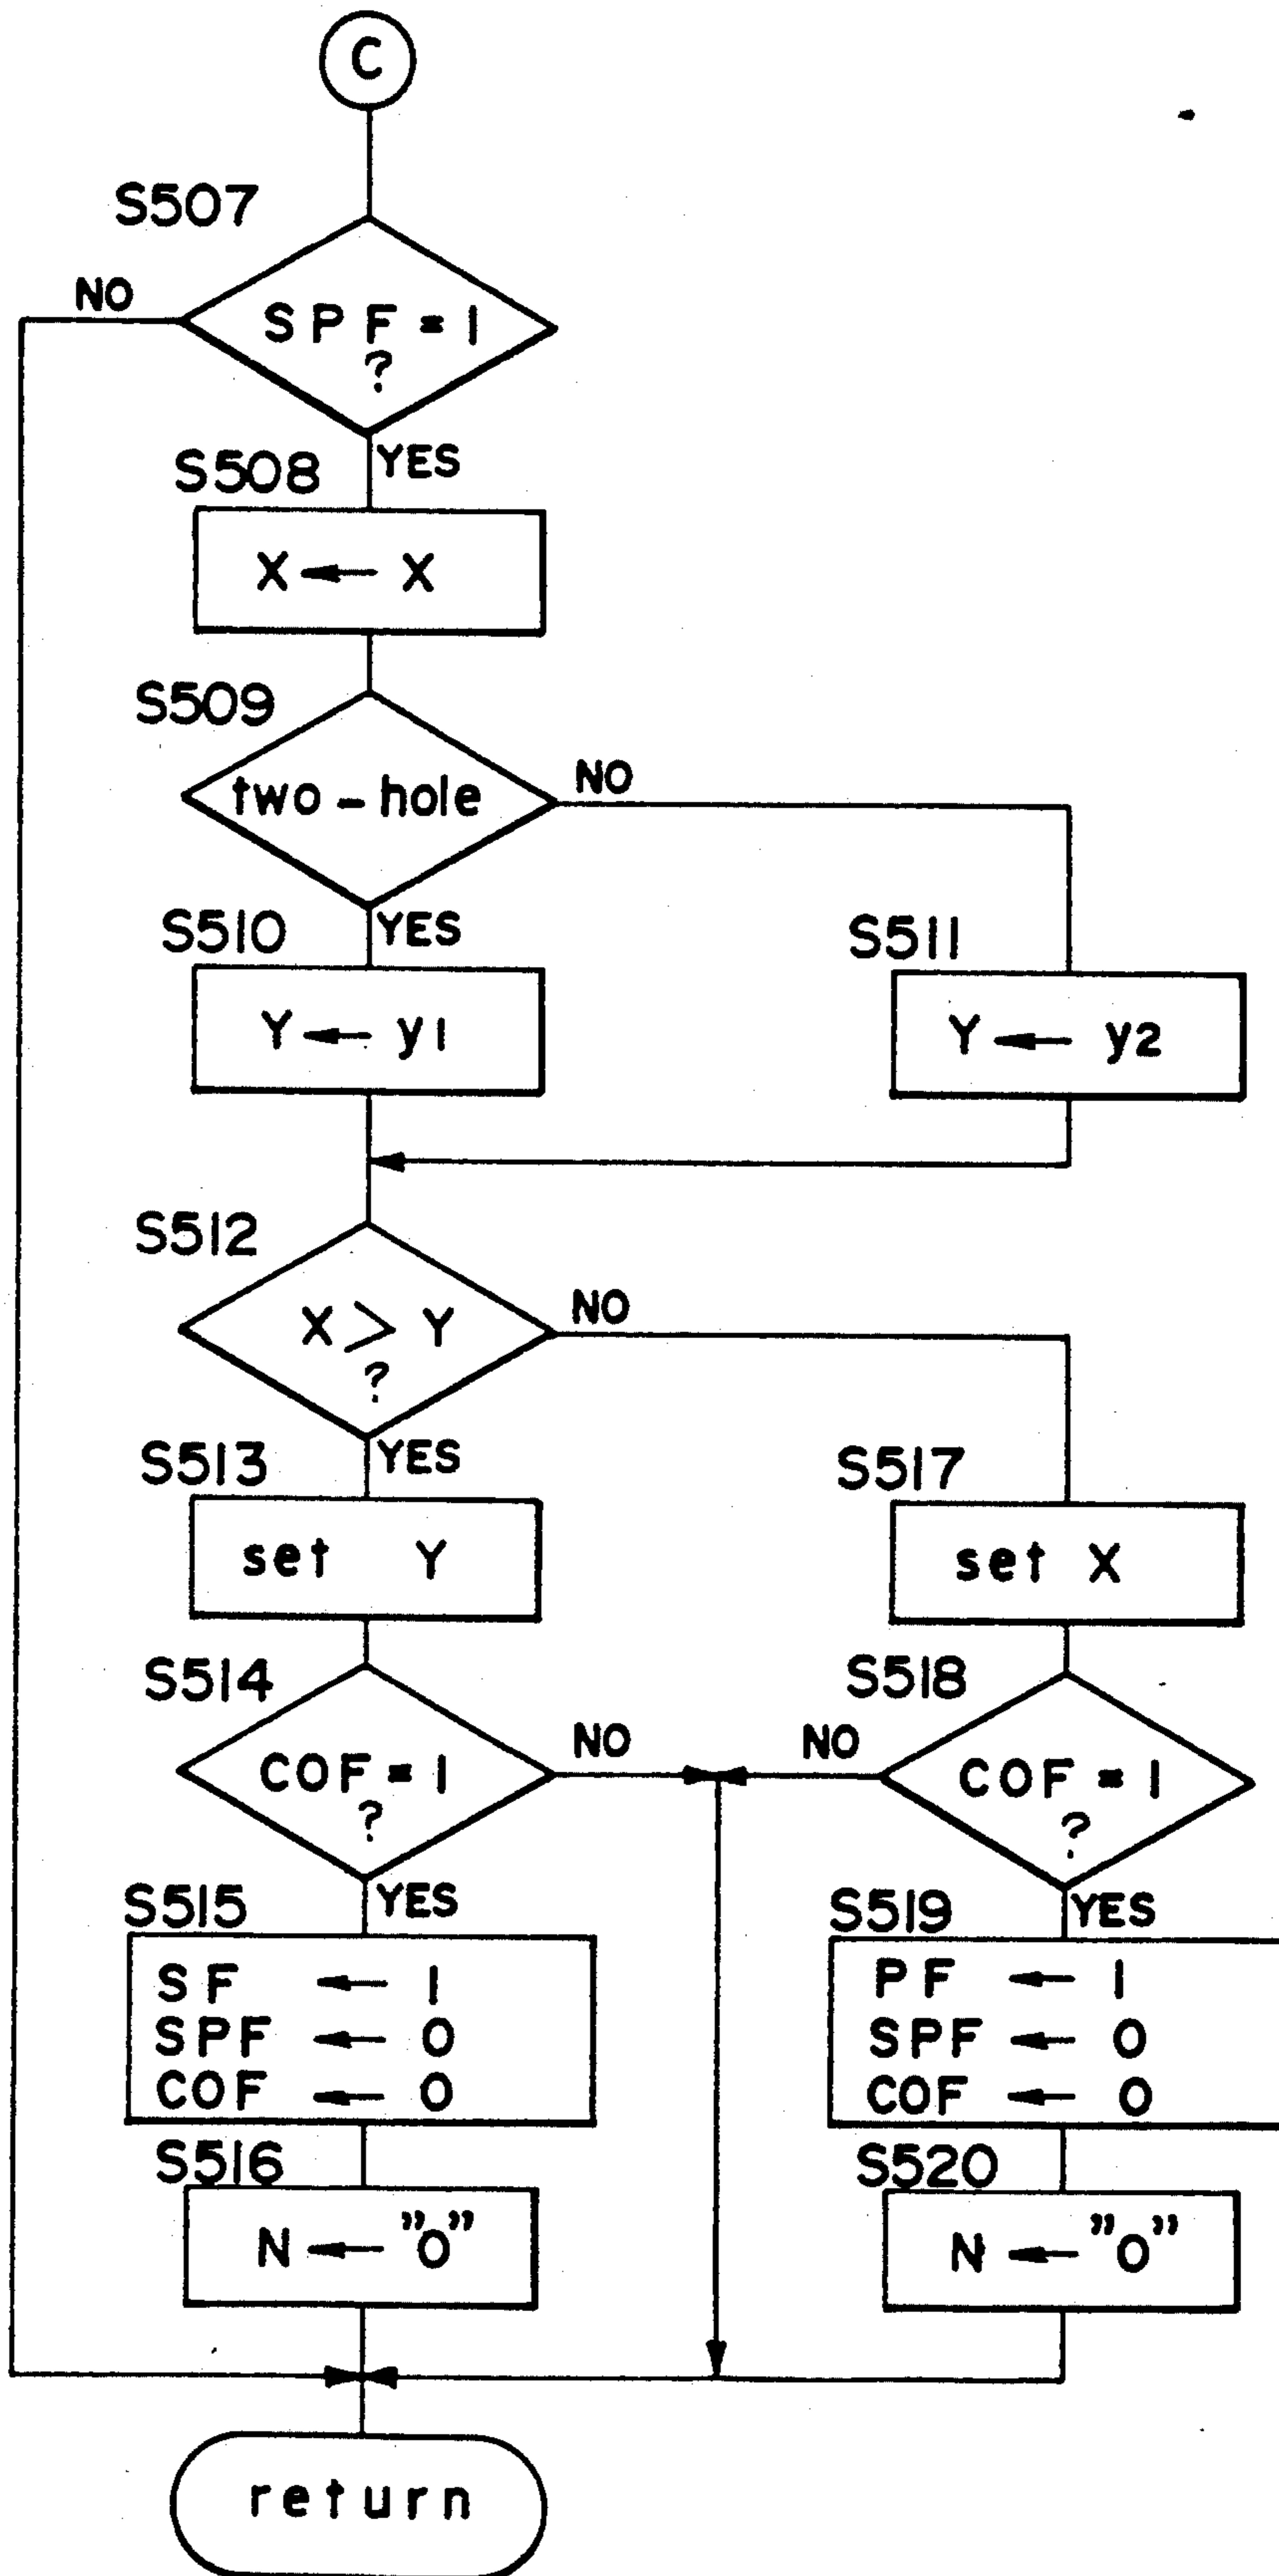 C
S507
NO
SPF = 1
?
S508
YES
X ← X
S509
two-hole
NO
S510
YES
S511
Y ← y1
Y ← y2
S512
X > Y
?
NO
S513
YES
S517
set Y
set X
S514
S518
COF = 1
?
NO
NO
COF = 1
?
S515
YES
S519
YES
SF ← 1
SPF ← 0
COF ← 0
PF ← 1
SPF ← 0
COF ← 0
S516
S520
N ← "0"
N ← "0"
return